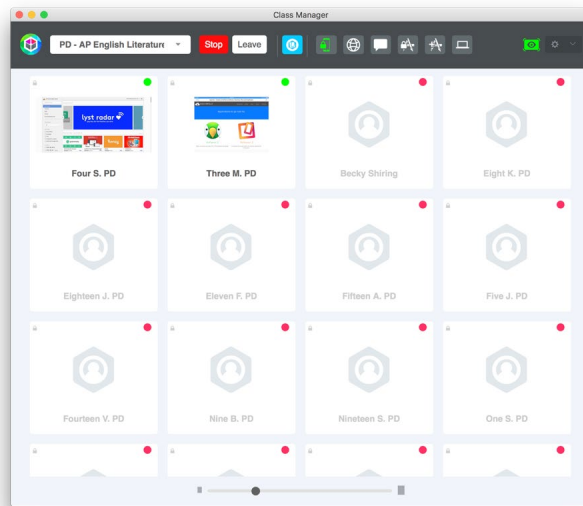 Class Manager
PD - AP English Literature
Stop
Leave
lyst radar
Four S. PD
Three M. PD
Becky Shiring
Eight K. PD
Eighteen J. PD
Eleven F. PD
Fifteen A. PD
Five J. PD
Fourteen V. PD
Nine B. PD
Nineteen S. PD
One S. PD